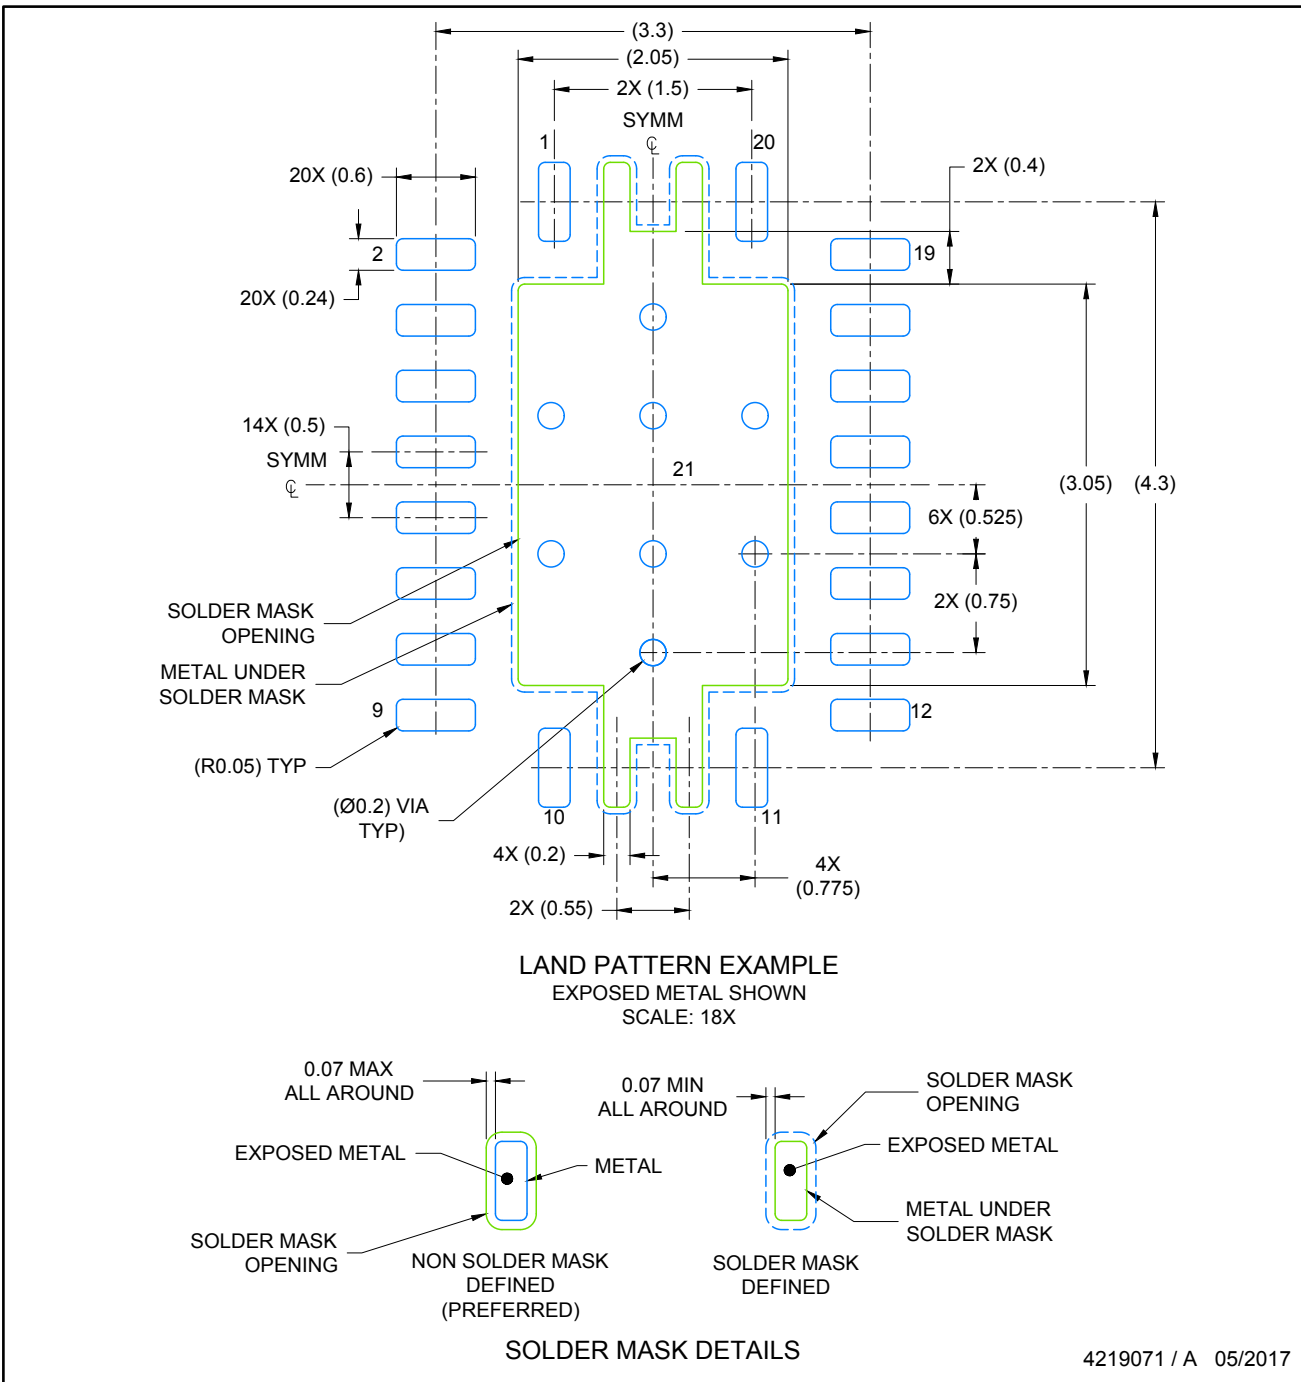 (3.3)
(2.05)
2X (1.5)
SYMM
℄
1
20
2X (0.4)
20X (0.6)
2
19
20X (0.24)
14X (0.5)
SYMM
℄
21
(3.05)
(4.3)
6X (0.525)
2X (0.75)
SOLDER MASK
OPENING
METAL UNDER
SOLDER MASK
9
12
(R0.05) TYP
(Ø0.2) VIA
TYP)
10
11
4X (0.2)
4X
(0.775)
2X (0.55)
LAND PATTERN EXAMPLE
EXPOSED METAL SHOWN
SCALE: 18X
0.07 MAX
ALL AROUND
EXPOSED METAL
METAL
SOLDER MASK
OPENING
NON SOLDER MASK
DEFINED
(PREFERRED)
0.07 MIN
ALL AROUND
SOLDER MASK
OPENING
EXPOSED METAL
METAL UNDER
SOLDER MASK
SOLDER MASK
DEFINED
SOLDER MASK DETAILS
4219071 / A 05/2017